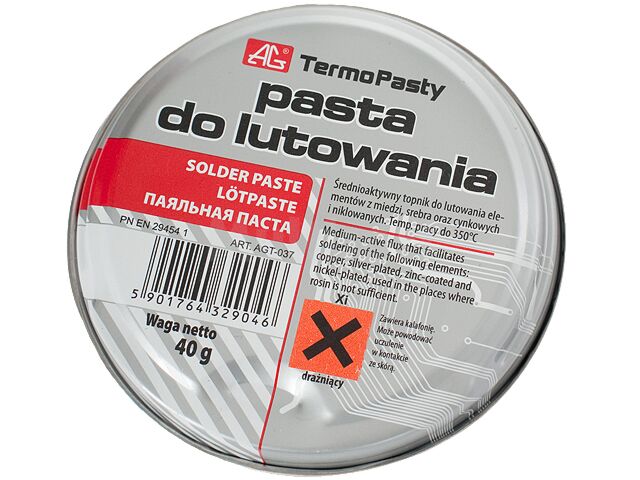 AG®
TermoPasty
pasta
do lutowania
SOLDER PASTE
LÖTPASTE
ПАЯЛЬНАЯ ПАСТА
PN EN 29454 1
ART. AGT-037
5 901764 329046
Waga netto
40 g
Średnioaktywny topnik do lutowania ele-
mentów z miedzi, srebra oraz cynkowych
i niklowanych. Temp. pracy do 350°C
Medium-active flux that facilitates
soldering of the following elements:
copper, silver-plated, zinc-coated and
nickel-plated, used in the places where
rosin is not sufficient.
Xi
drażniący
Zawiera kalafonię.
Może powodować
uczulenie
w kontakcie
ze skórą.